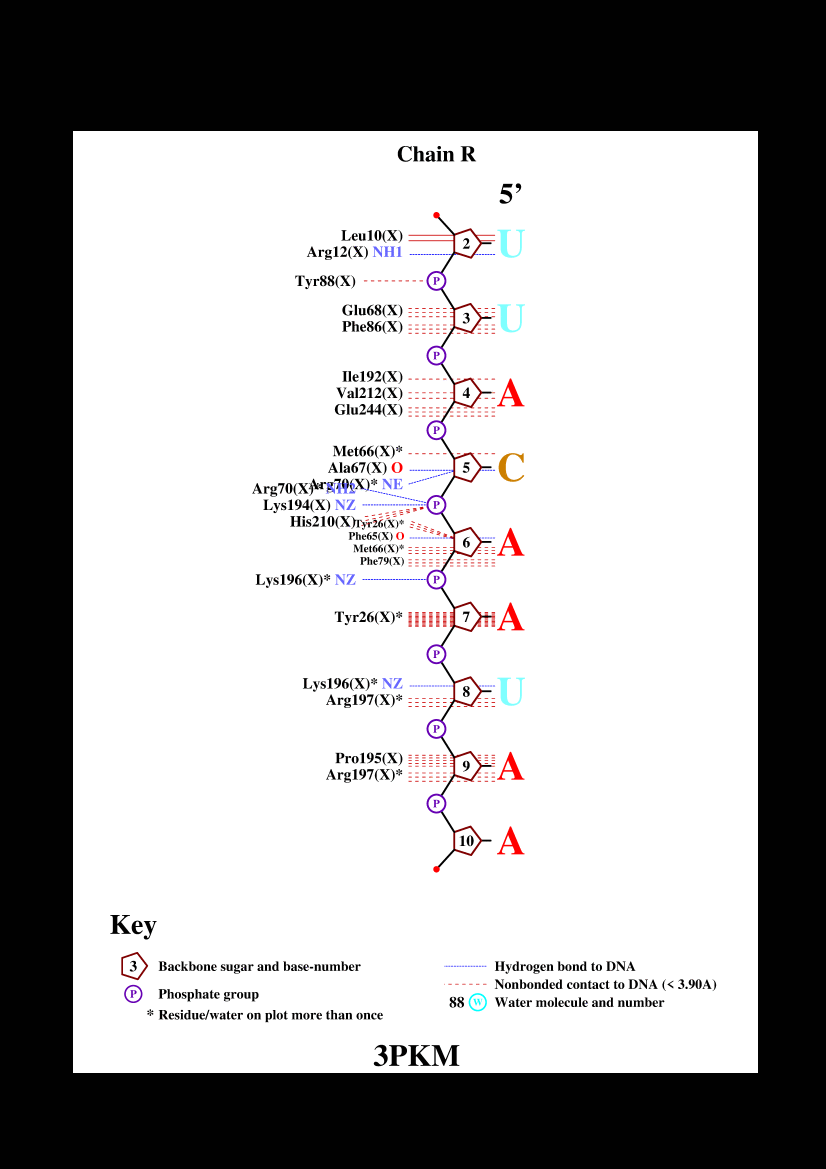 Chain R
5’
Leu10(X)
2 U
Arg12(X) NH1
Tyr88(X)
P
Glu68(X)
3 U
Phe86(X)
P
Ile192(X)
Val212(X)
4 A
Glu244(X)
P
Met66(X)*
Ala67(X) O
5 C
Arg70(X)* NE
Arg70(X)* NH2
Lys194(X) NZ
P
His210(X)
Tyr26(X)*
Phe65(X) O
6 A
Met66(X)*
Phe79(X)
Lys196(X)* NZ
P
Tyr26(X)*
7 A
P
Lys196(X)* NZ
8 U
Arg197(X)*
P
Pro195(X)
9 A
Arg197(X)*
P
10 A
Key
3 Backbone sugar and base-number
P Phosphate group
* Residue/water on plot more than once
Hydrogen bond to DNA
Nonbonded contact to DNA (< 3.90A)
88 W Water molecule and number
3PKM